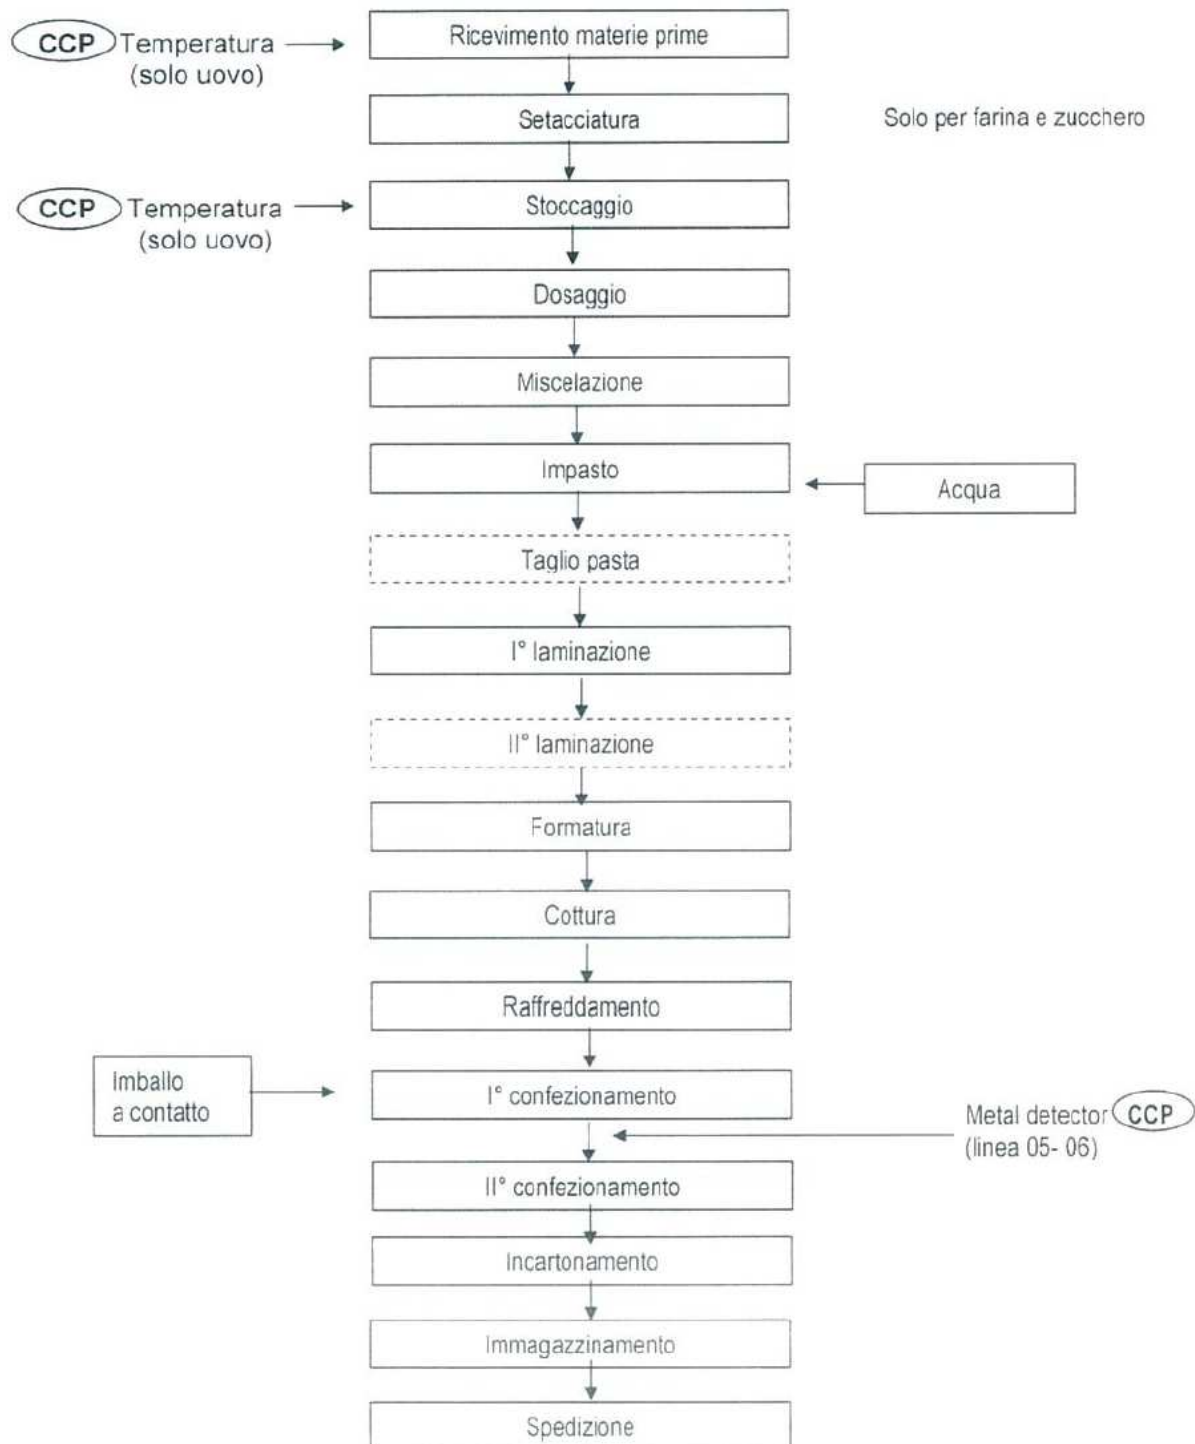 CCP Temperatura
(solo uovo)
Ricevimento materie prime
Setacciatura
Solo per farina e zucchero
CCP Temperatura
(solo uovo)
Stoccaggio
Dosaggio
Miscelazione
Impasto
Acqua
Taglio pasta
I° laminazione
II° laminazione
Formatura
Cottura
Raffreddamento
Imballo
a contatto
I° confezionamento
Metal detector CCP
(linea 05- 06)
II° confezionamento
Incartonamento
Immagazzinamento
Spedizione